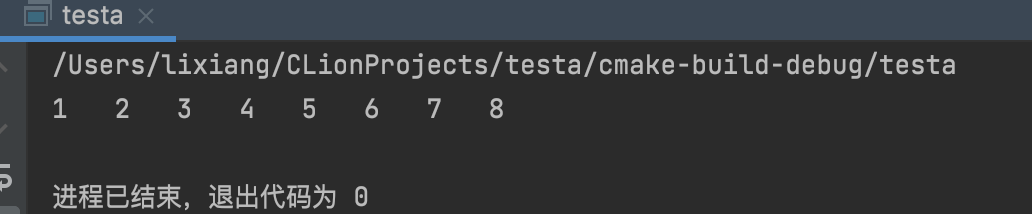 testa
/Users/lixiang/CLionProjects/testa/cmake-build-debug/testa
1 2 3 4 5 6 7 8
进程已结束，退出代码为 0